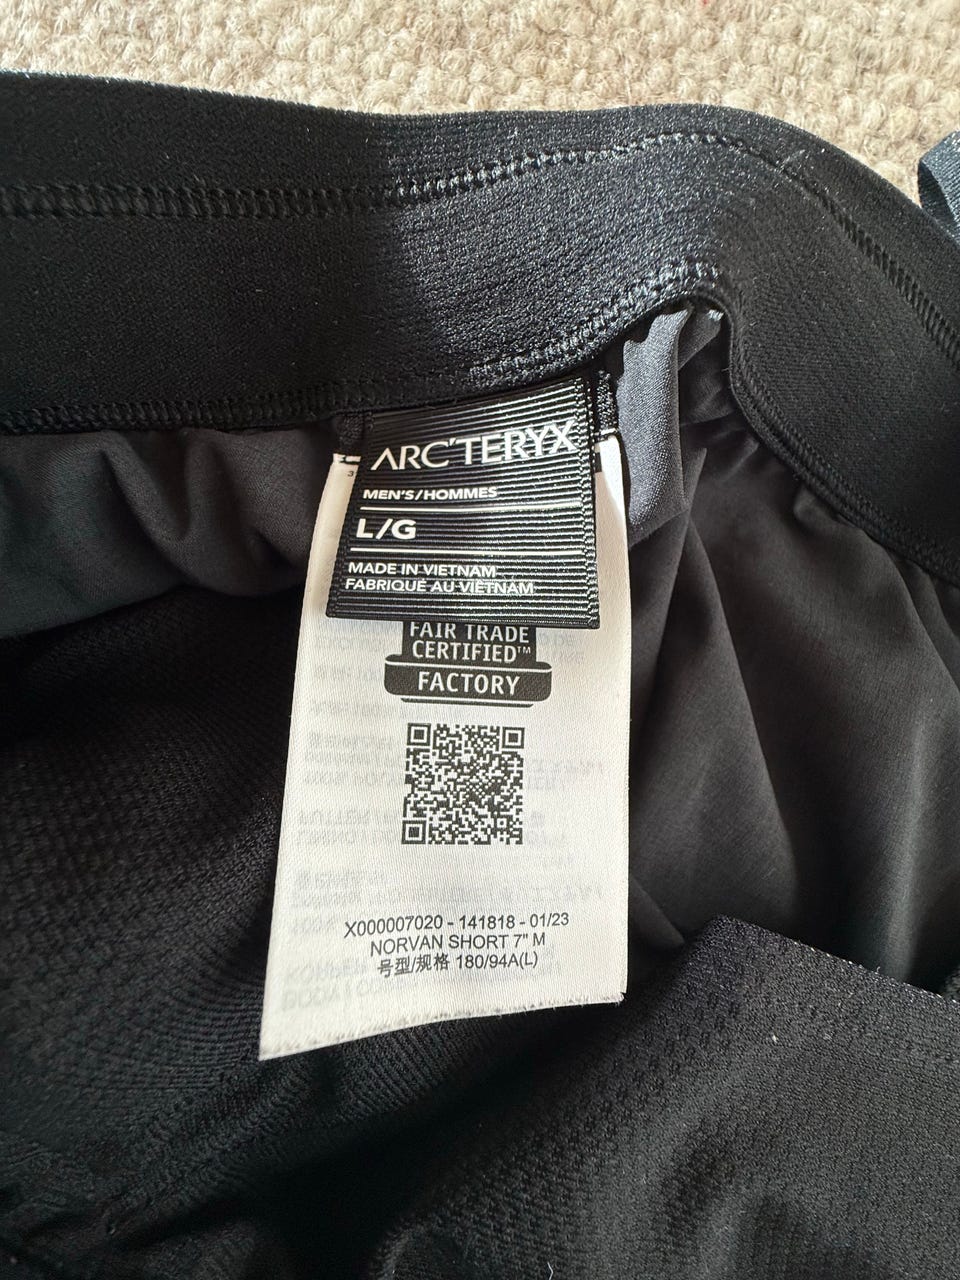 ARC'TERYX
MEN'S/HOMMES
L/G
MADE IN VIETNAM
FABRIQUÉ AU VIETNAM
FAIR TRADE
CERTIFIED™
FACTORY
X000007020 - 141818 - 01/23
NORVAN SHORT 7" M
号型/规格 180/94A(L)